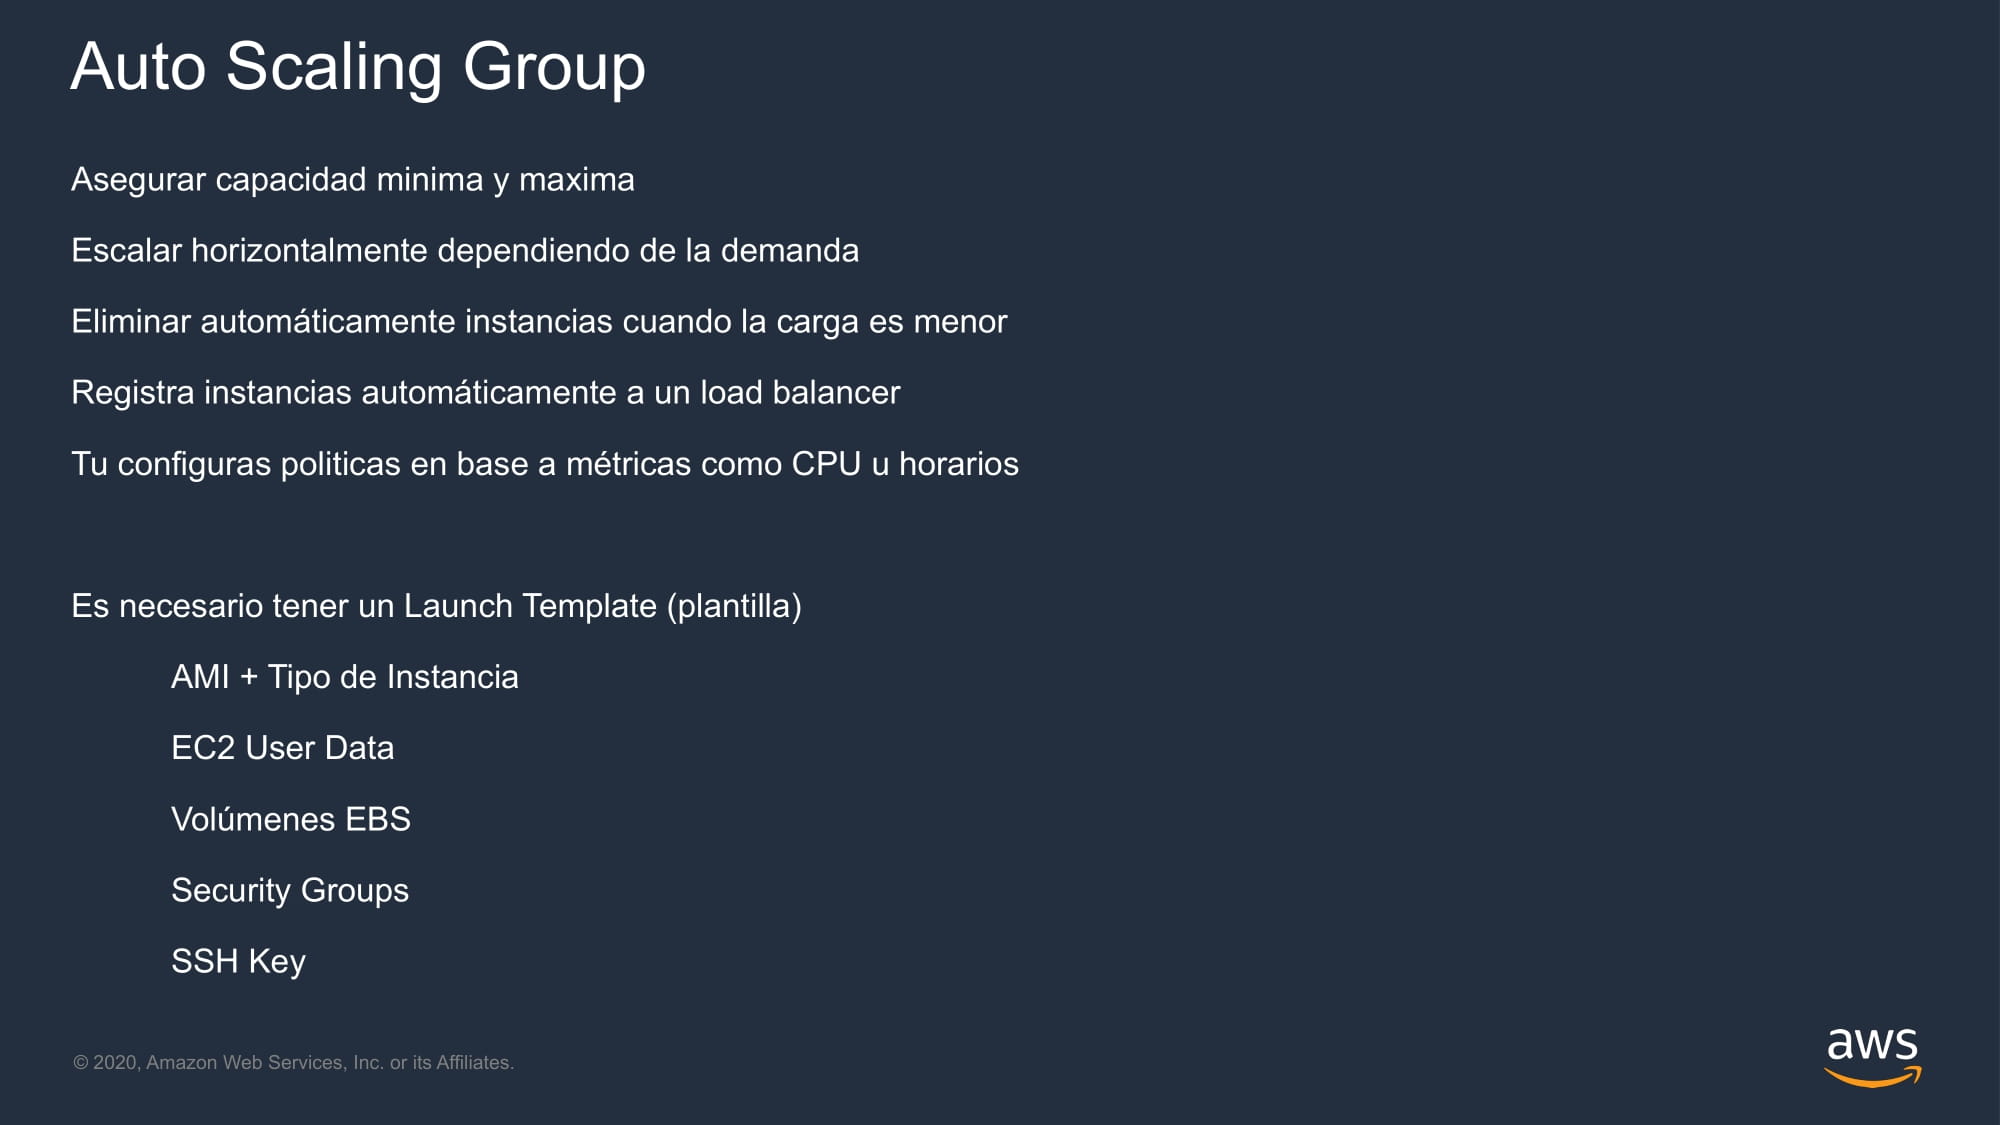 Auto Scaling Group
Asegurar capacidad minima y maxima
Escalar horizontalmente dependiendo de la demanda
Eliminar automáticamente instancias cuando la carga es menor
Registra instancias automáticamente a un load balancer
Tu configuras politicas en base a métricas como CPU u horarios
Es necesario tener un Launch Template (plantilla)
AMI + Tipo de Instancia
EC2 User Data
Volúmenes EBS
Security Groups
SSH Key
© 2020, Amazon Web Services, Inc. or its Affiliates.
aws